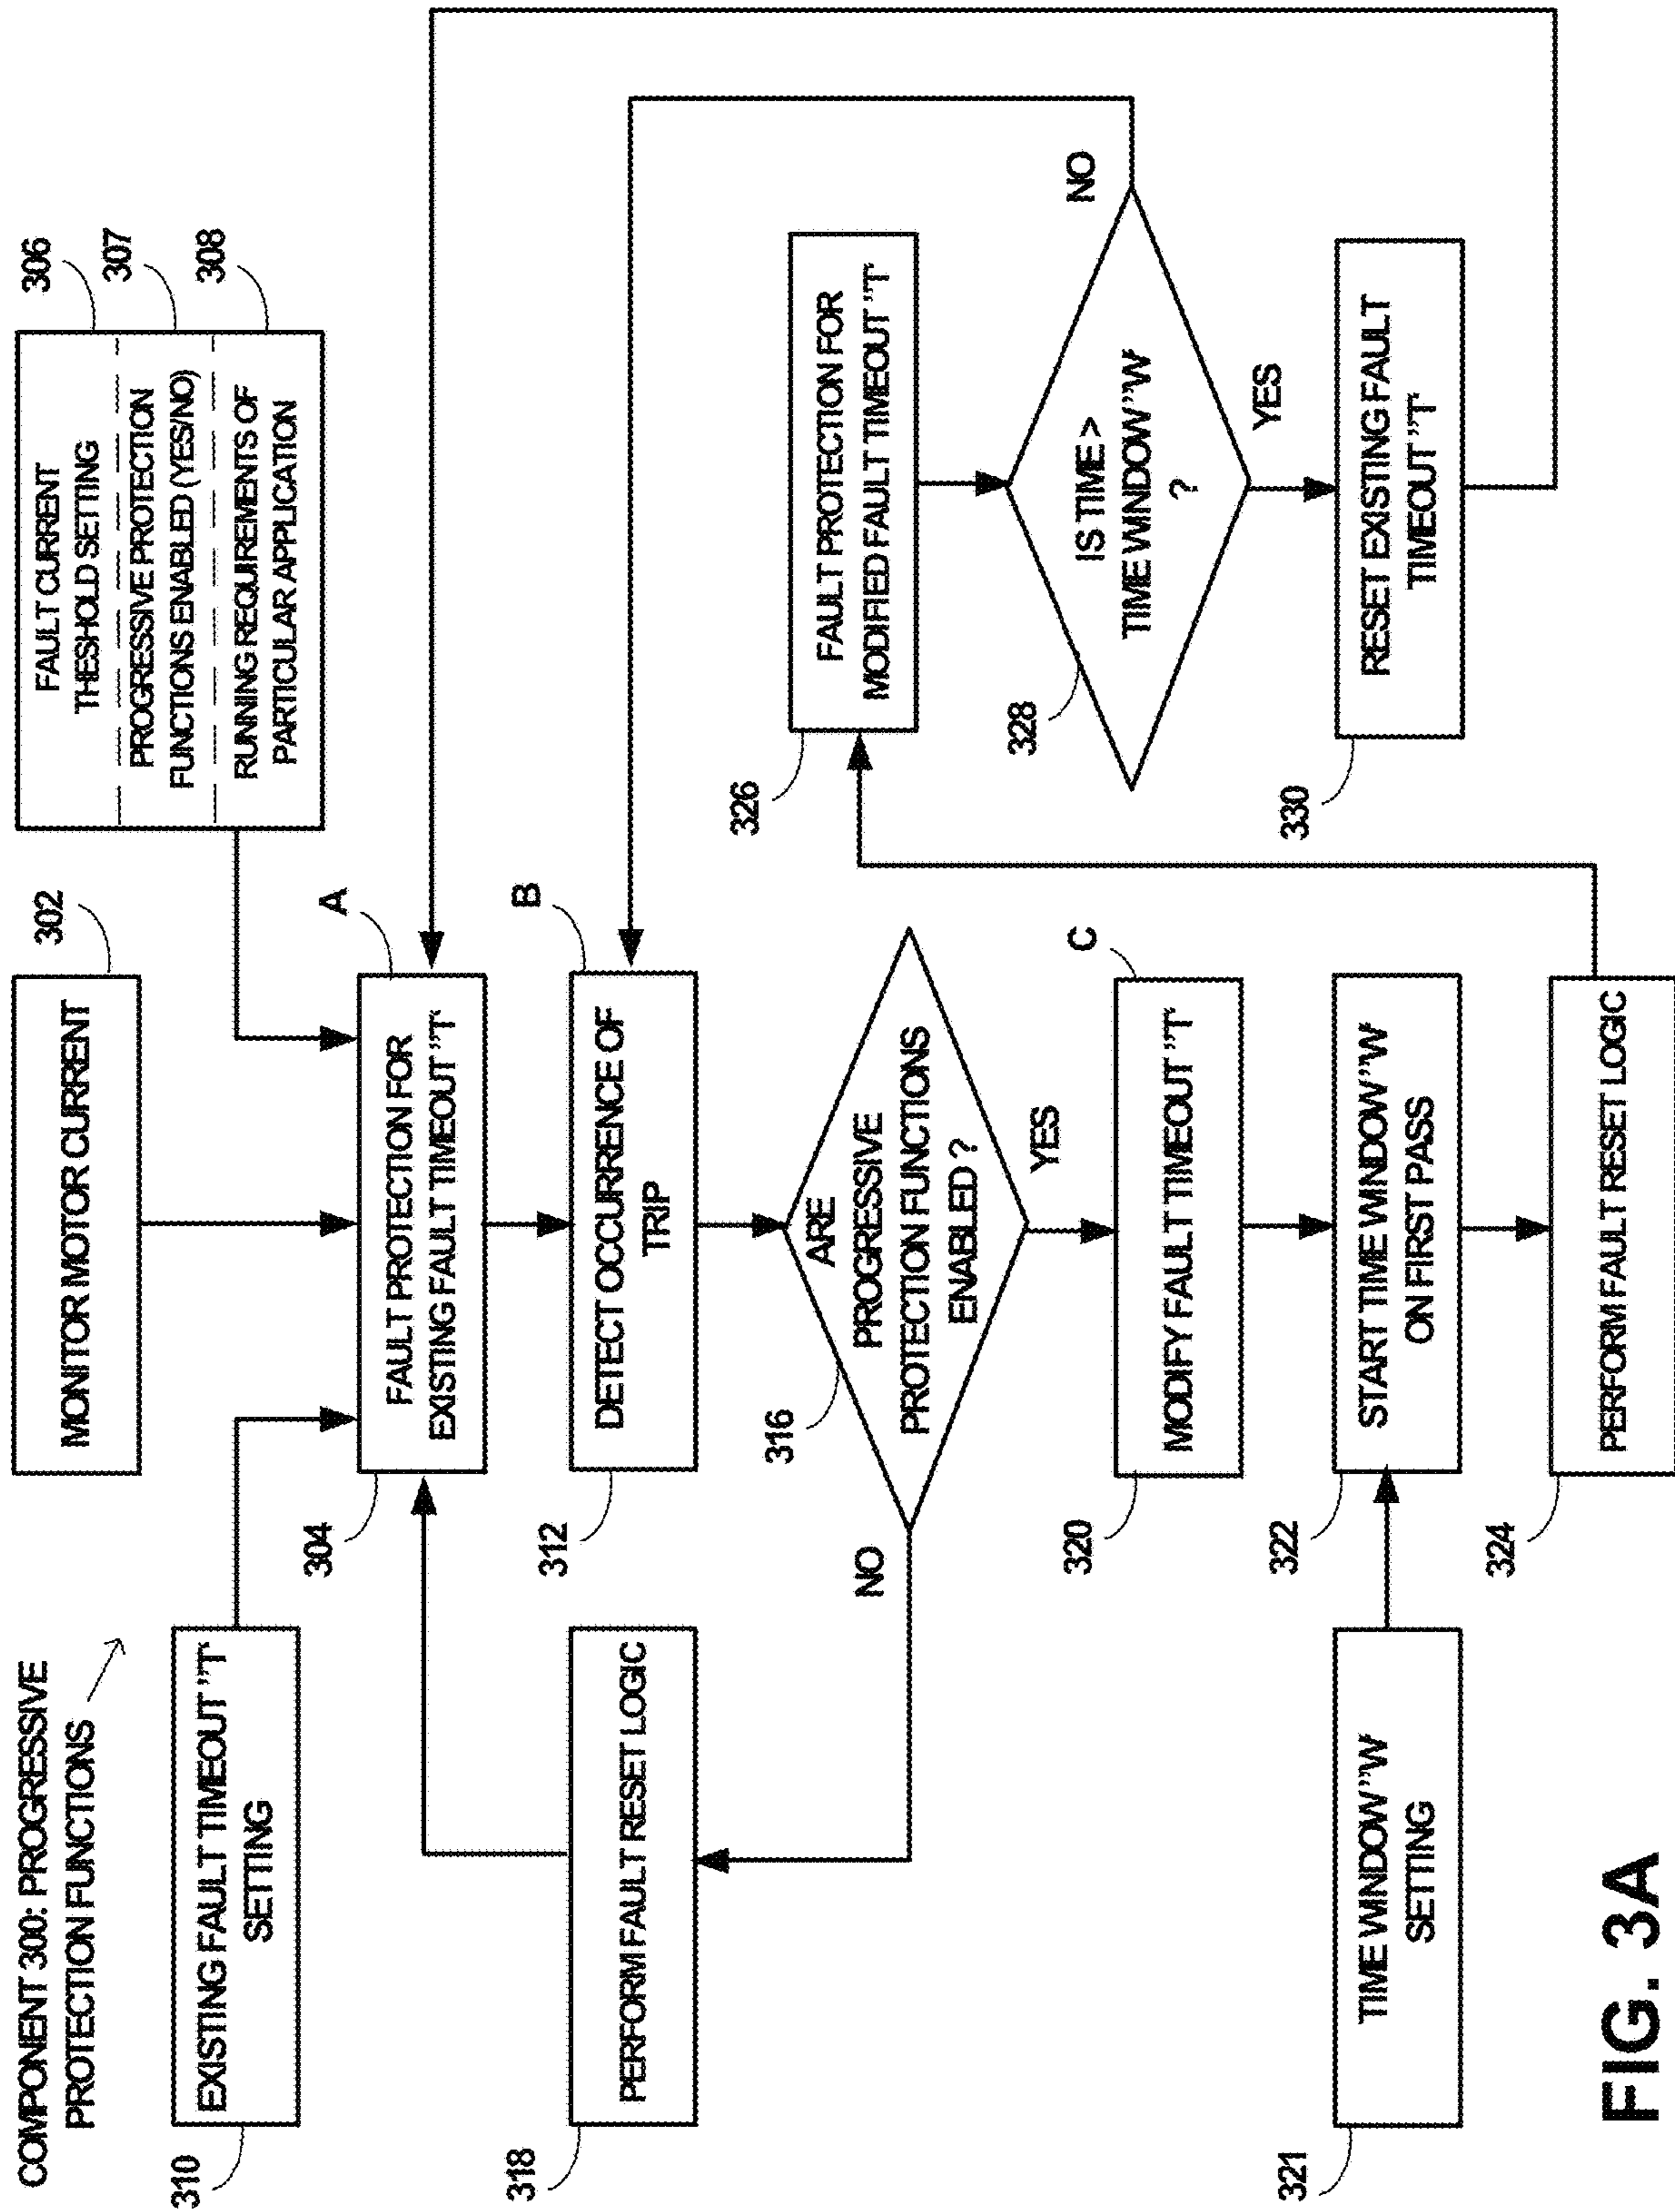 COMPONENT 300: PROGRESSIVE
PROTECTION FUNCTIONS
310
EXISTING FAULT TIMEOUT "T"
SETTING
302
MONITOR MOTOR CURRENT
306
307
308
FAULT CURRENT
THESHOLD SETTING
PROGRESSIVE PROTECTION
FUNCTIONS ENABLED (YES/NO)
RUNNING REQUIREMENTS OF
PARTICULAR APPLICATION
304
A
FAULT PROTECTION FOR
EXISTING FAULT TIMEOUT "T"
312
B
DETECT OCCURRENCE OF
TRIP
316
ARE
PROGRESSIVE
PROTECTION FUNCTIONS
ENABLED ?
NO
YES
318
PERFORM FAULT RESET LOGIC
320
C
MODIFY FAULT TIMEOUT "T"
321
TIME WINDOW "W
SETTING
322
START TIME WINDOW "W
ON FIRST PASS
324
PERFORM FAULT RESET LOGIC
326
FAULT PROTECTION FOR
MODIFIED FAULT TIMEOUT "T"
328
IS TIME >
TIME WINDOW "W
?
NO
YES
330
RESET EXISTING FAULT
TIMEOUT "T"
FIG. 3A